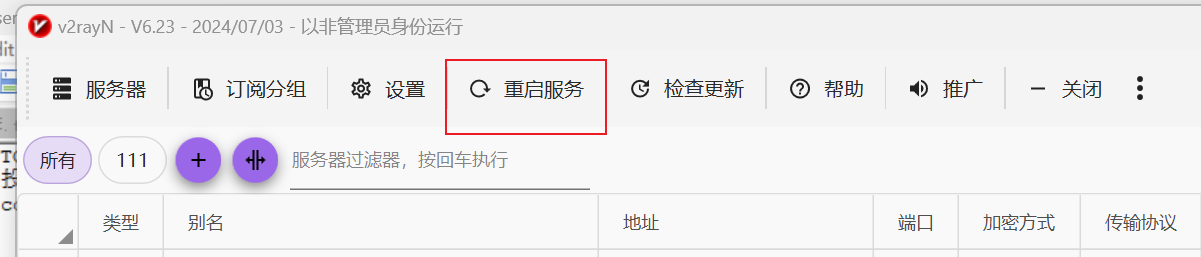 v2rayN - V6.23 - 2024/07/03 - 以非管理员身份运行
服务器 订阅分组 设置 重启服务 检查更新 帮助 推广 关闭
所有 111 服务器过滤器，按回车执行
类型 别名 地址 端口 加密方式 传输协议